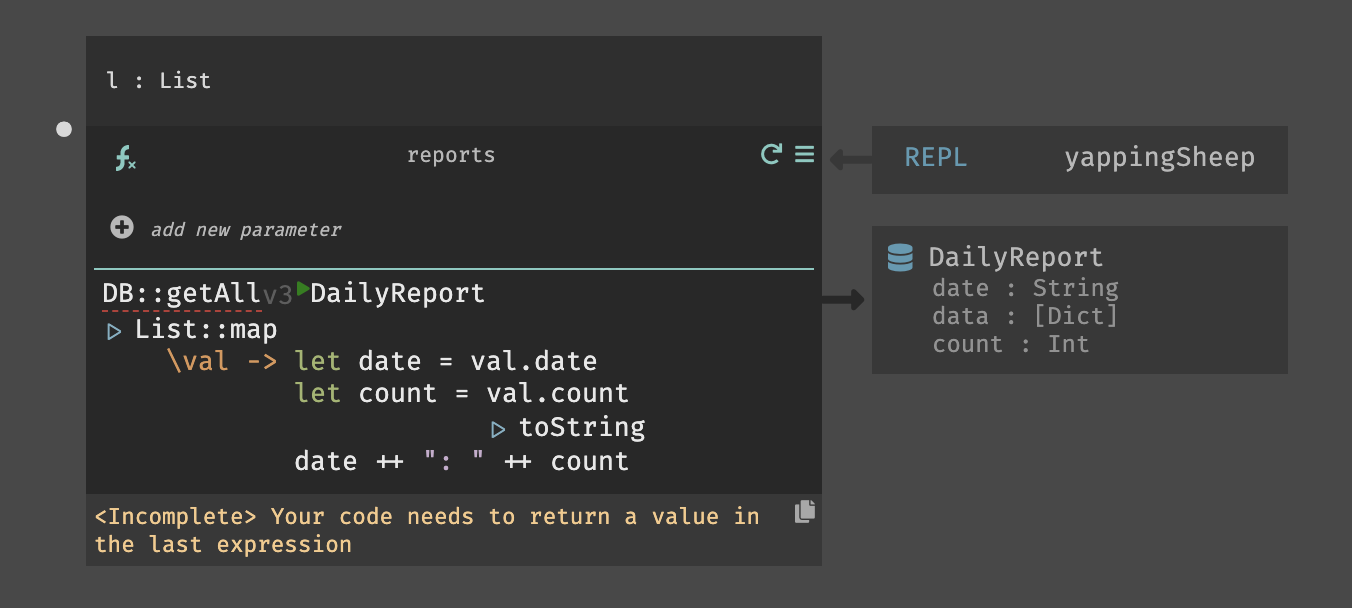 l : List
fx reports
add new parameter
DB::getAllv3 DailyReport
List::map
\val -> let date = val.date
let count = val.count
toString
date ++ ": " ++ count
<Incomplete> Your code needs to return a value in
the last expression
REPL yappingSheep
DailyReport
date : String
data : [Dict]
count : Int